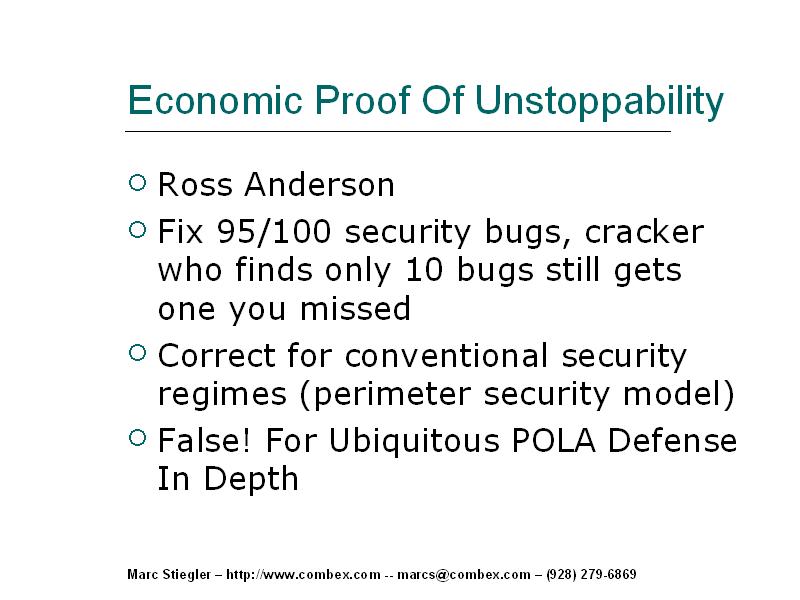 Economic Proof Of Unstoppability
Ross Anderson
Fix 95/100 security bugs, cracker
who finds only 10 bugs still gets
one you missed
Correct for conventional security
regimes (perimeter security model)
False! For Ubiquitous POLA Defense
In Depth
Marc Stiegler – http://www.combex.com -- marcs@combex.com – (928) 279-6869